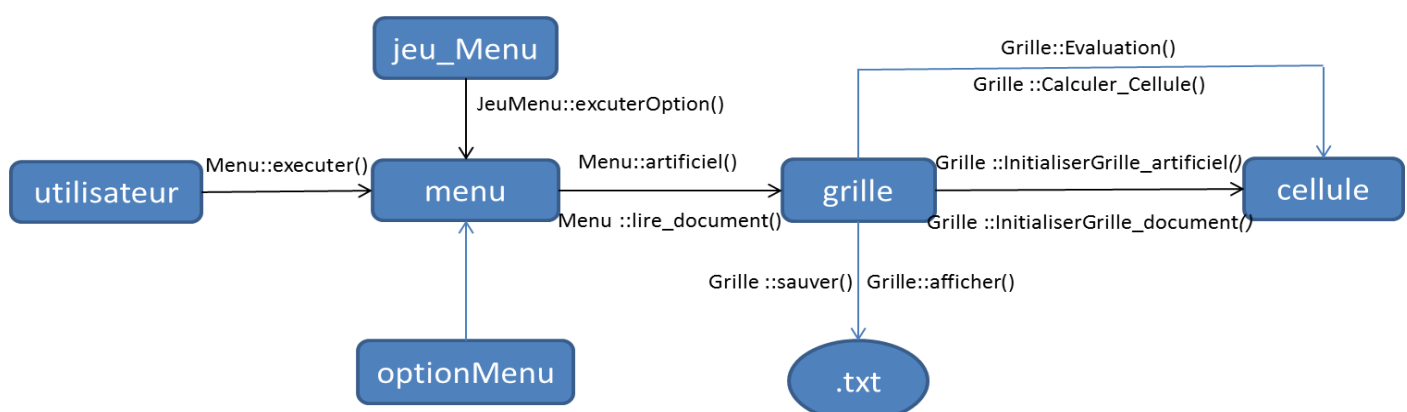 jeu_Menu
Grille::Evaluation()
Grille ::Calculer_Cellule()
JeuMenu::excuterOption()
utilisateur
Menu::executer()
menu
Menu::artificiel()
Menu ::lire_document()
grille
Grille ::InitialiserGrille_artificiel()
Grille ::InitialiserGrille_document()
cellule
Grille ::sauver()
Grille::afficher()
optionMenu
.txt